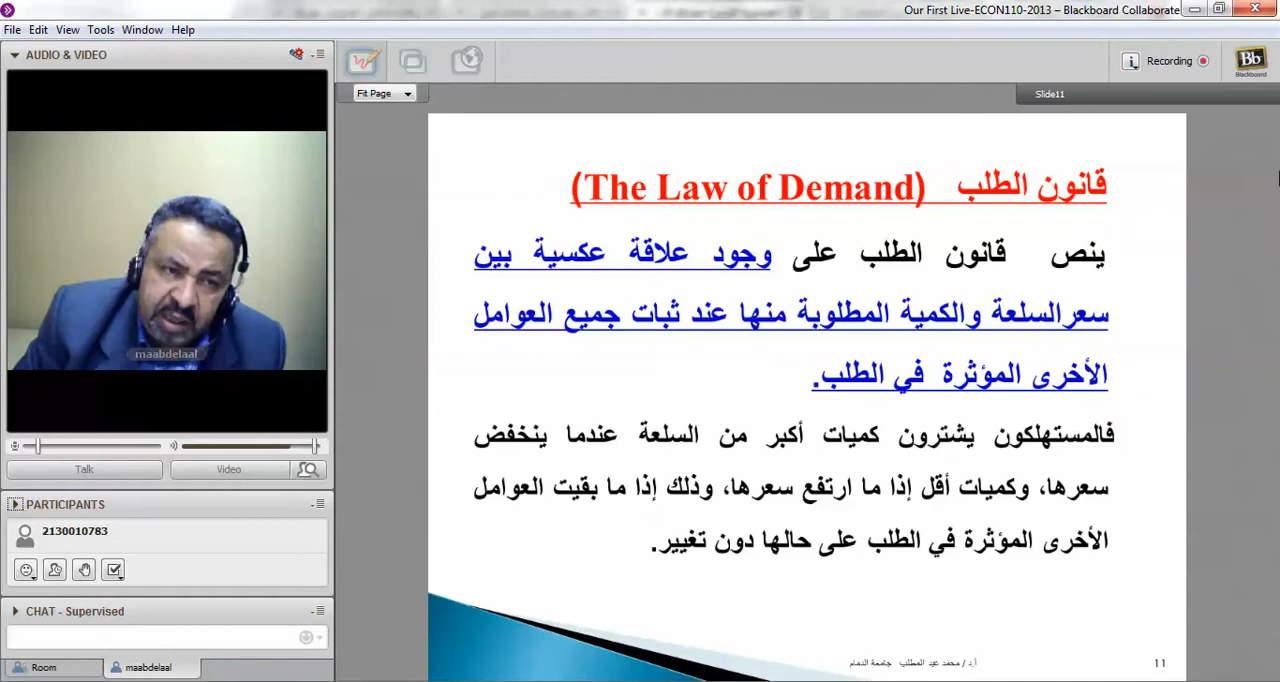 Our First Live-ECON110-2013 – Blackboard Collaborate
File Edit View Tools Window Help
AUDIO & VIDEO
Recording
Bb
Blackboard
Fit Page
Slide11
maabdelaal
Talk
Video
PARTICIPANTS
2130010783
CHAT - Supervised
Room
maabdelaal
قانون الطلب (The Law of Demand)
ينص قانون الطلب على وجود علاقة عكسية بين
سعرالسلعة والكمية المطلوبة منها عند ثبات جميع العوامل
الأخرى المؤثرة في الطلب.
فالمستهلكون يشترون كميات أكبر من السلعة عندما ينخفض
سعرها، وكميات أقل إذا ما ارتفع سعرها، وذلك إذا ما بقيت العوامل
الأخرى المؤثرة في الطلب على حالها دون تغيير.
أ.د / محمد عبد المطلب جامعة الدمام
11